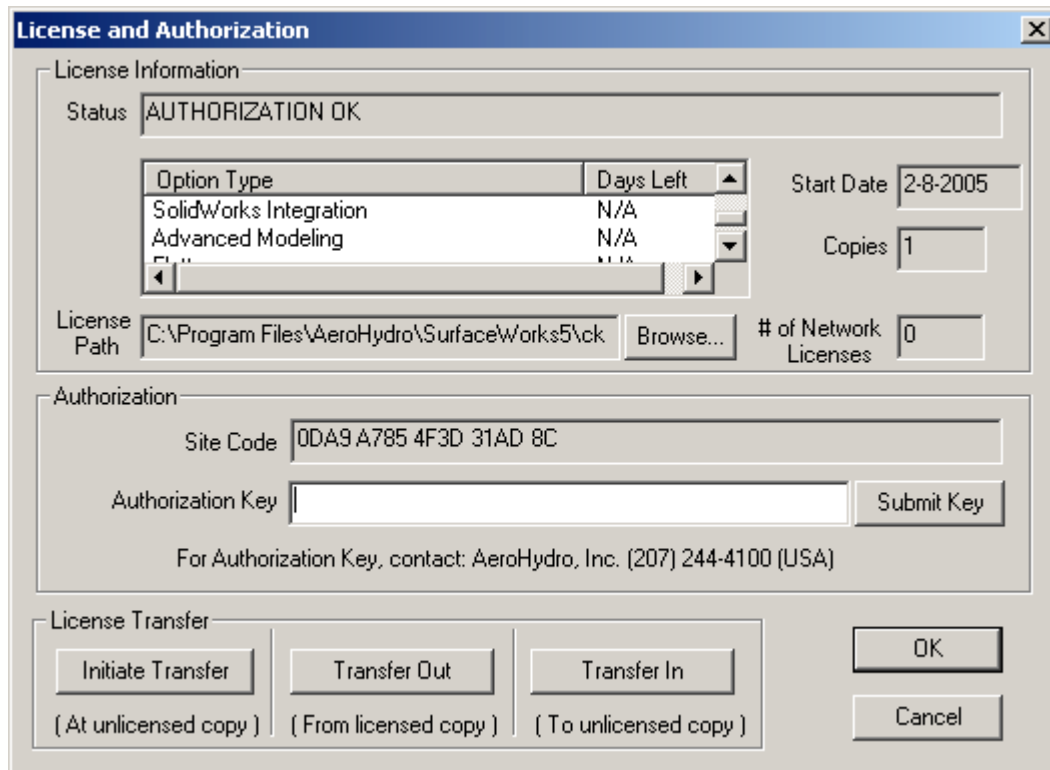 License and Authorization
License Information
Status AUTHORIZATION OK
Option Type Days Left
SolidWorks Integration N/A
Advanced Modeling N/A
Start Date 2-8-2005
Copies 1
License Path C:\Program Files\AeroHydro\SurfaceWorks5\ck Browse...
# of Network Licenses 0
Authorization
Site Code 0DA9 A785 4F3D 31AD 8C
Authorization Key Submit Key
For Authorization Key, contact: AeroHydro, Inc. (207) 244-4100 (USA)
License Transfer
Initiate Transfer Transfer Out Transfer In
( At unlicensed copy ) ( From licensed copy ) ( To unlicensed copy )
OK
Cancel